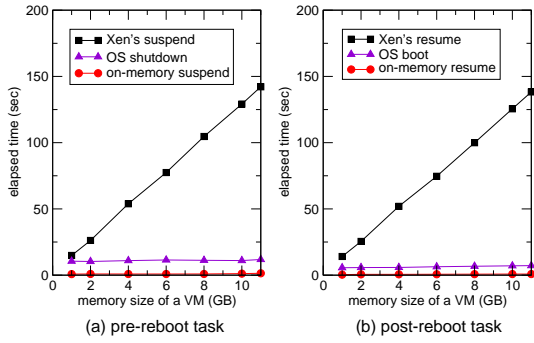 200
150
100
50
0
elapsed time (sec)
Xen's suspend
OS shutdown
on-memory suspend
0 2 4 6 8 10
memory size of a VM (GB)
(a) pre-reboot task
200
150
100
50
0
elapsed time (sec)
Xen's resume
OS boot
on-memory resume
0 2 4 6 8 10
memory size of a VM (GB)
(b) post-reboot task